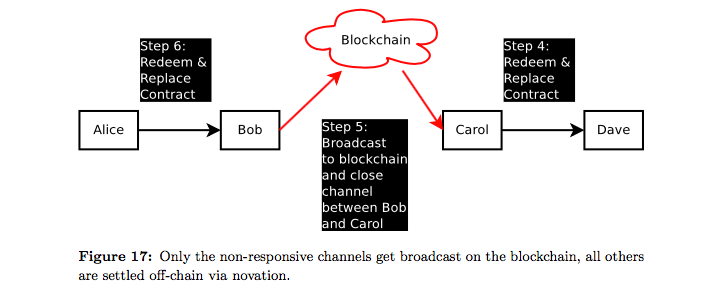 Blockchain
Step 6:
Redeem &
Replace
Contract
Step 4:
Redeem &
Replace
Contract
Alice
Bob
Carol
Dave
Step 5:
Broadcast
to blockchain
and close
channel
between Bob
and Carol
Figure 17: Only the non-responsive channels get broadcast on the blockchain, all others
are settled off-chain via novation.